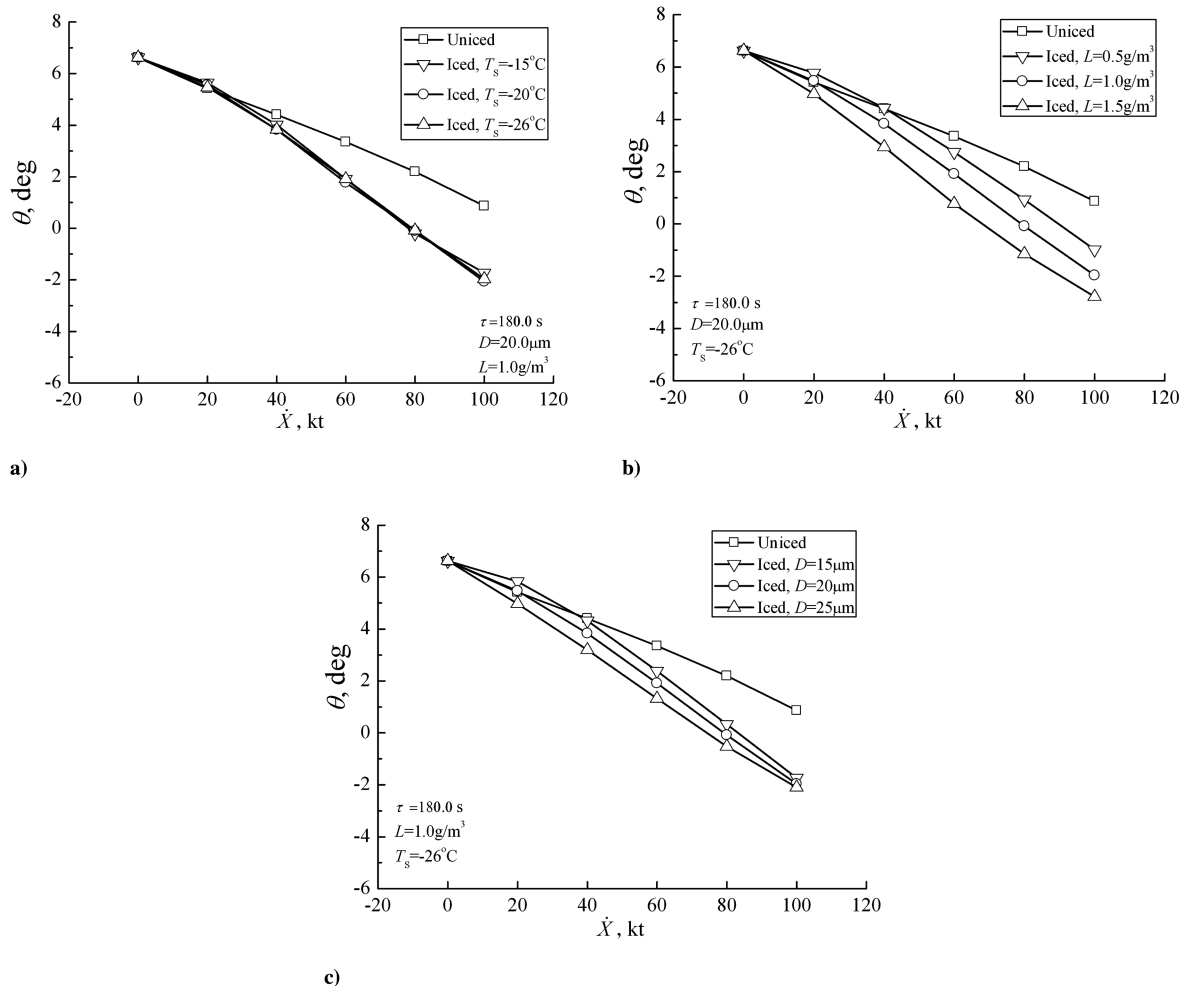 8
6
4
2
0
-2
-4
-6
θ, deg
-20 0 20 40 60 80 100 120
Ẋ, kt
Uniced
Iced, Tₛ=-15°C
Iced, Tₛ=-20°C
Iced, Tₛ=-26°C
τ=180.0 s
D=20.0μm
L=1.0g/m³
a)
8
6
4
2
0
-2
-4
-6
θ, deg
-20 0 20 40 60 80 100 120
Ẋ, kt
Uniced
Iced, L=0.5g/m³
Iced, L=1.0g/m³
Iced, L=1.5g/m³
τ=180.0 s
D=20.0μm
Tₛ=-26°C
b)
8
6
4
2
0
-2
-4
-6
θ, deg
-20 0 20 40 60 80 100 120
Ẋ, kt
Uniced
Iced, D=15μm
Iced, D=20μm
Iced, D=25μm
τ=180.0 s
L=1.0g/m³
Tₛ=-26°C
c)